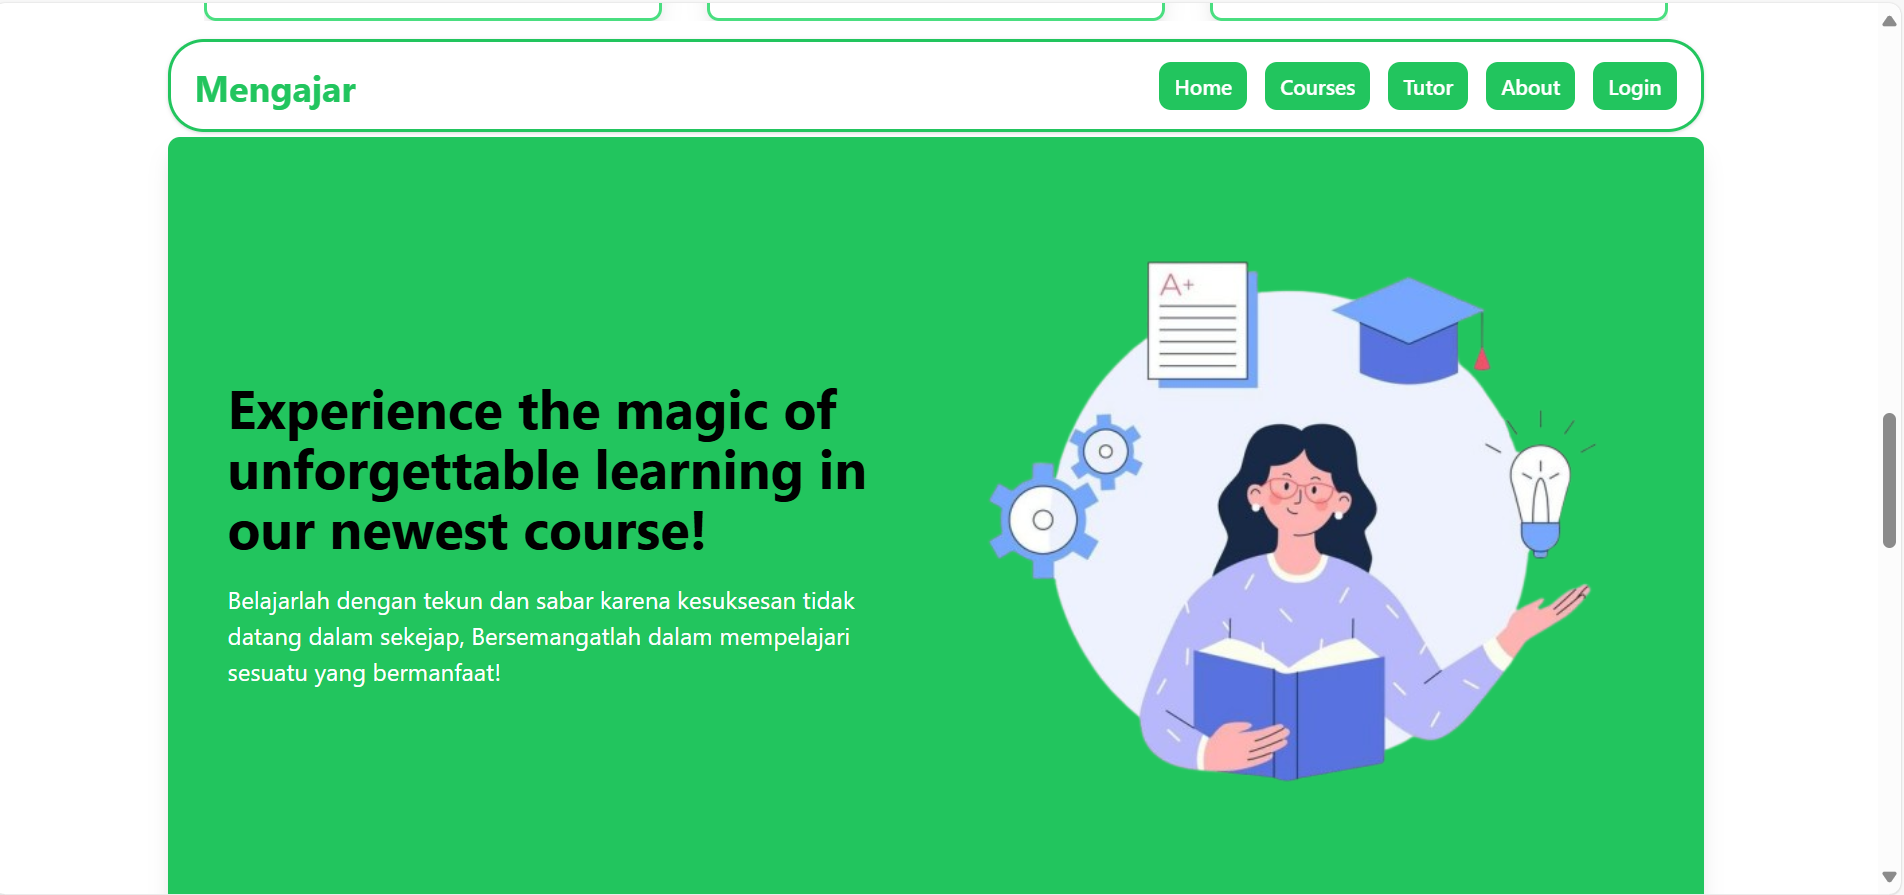 Mengajar
Home Courses Tutor About Login
A+
Experience the magic of
unforgettable learning in
our newest course!
Belajarlah dengan tekun dan sabar karena kesuksesan tidak
datang dalam sekejap, Bersemangatlah dalam mempelajari
sesuatu yang bermanfaat!